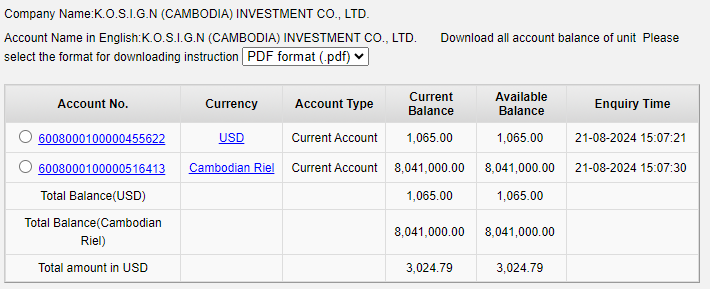 Company Name:K.O.S.I.G.N (CAMBODIA) INVESTMENT CO., LTD.
Account Name in English:K.O.S.I.G.N (CAMBODIA) INVESTMENT CO., LTD. Download all account balance of unit Please
select the format for downloading instruction PDF format (.pdf)
Account No. Currency Account Type Current Balance Available Balance Enquiry Time
6008000100000455622 USD Current Account 1,065.00 1,065.00 21-08-2024 15:07:21
6008000100000516413 Cambodian Riel Current Account 8,041,000.00 8,041,000.00 21-08-2024 15:07:30
Total Balance(USD) 1,065.00 1,065.00
Total Balance(Cambodian Riel) 8,041,000.00 8,041,000.00
Total amount in USD 3,024.79 3,024.79